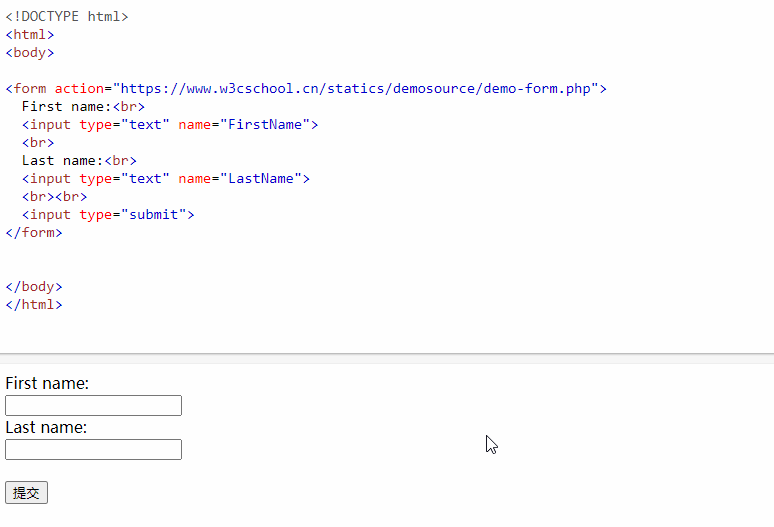 <!DOCTYPE html>
<html>
<body>
<form action="https://www.w3cschool.cn/statics/demosource/demo-form.php">
First name:<br>
<input type="text" name="FirstName">
<br>
Last name:<br>
<input type="text" name="LastName">
<br><br>
<input type="submit">
</form>
</body>
</html>
First name:
Last name:
提交